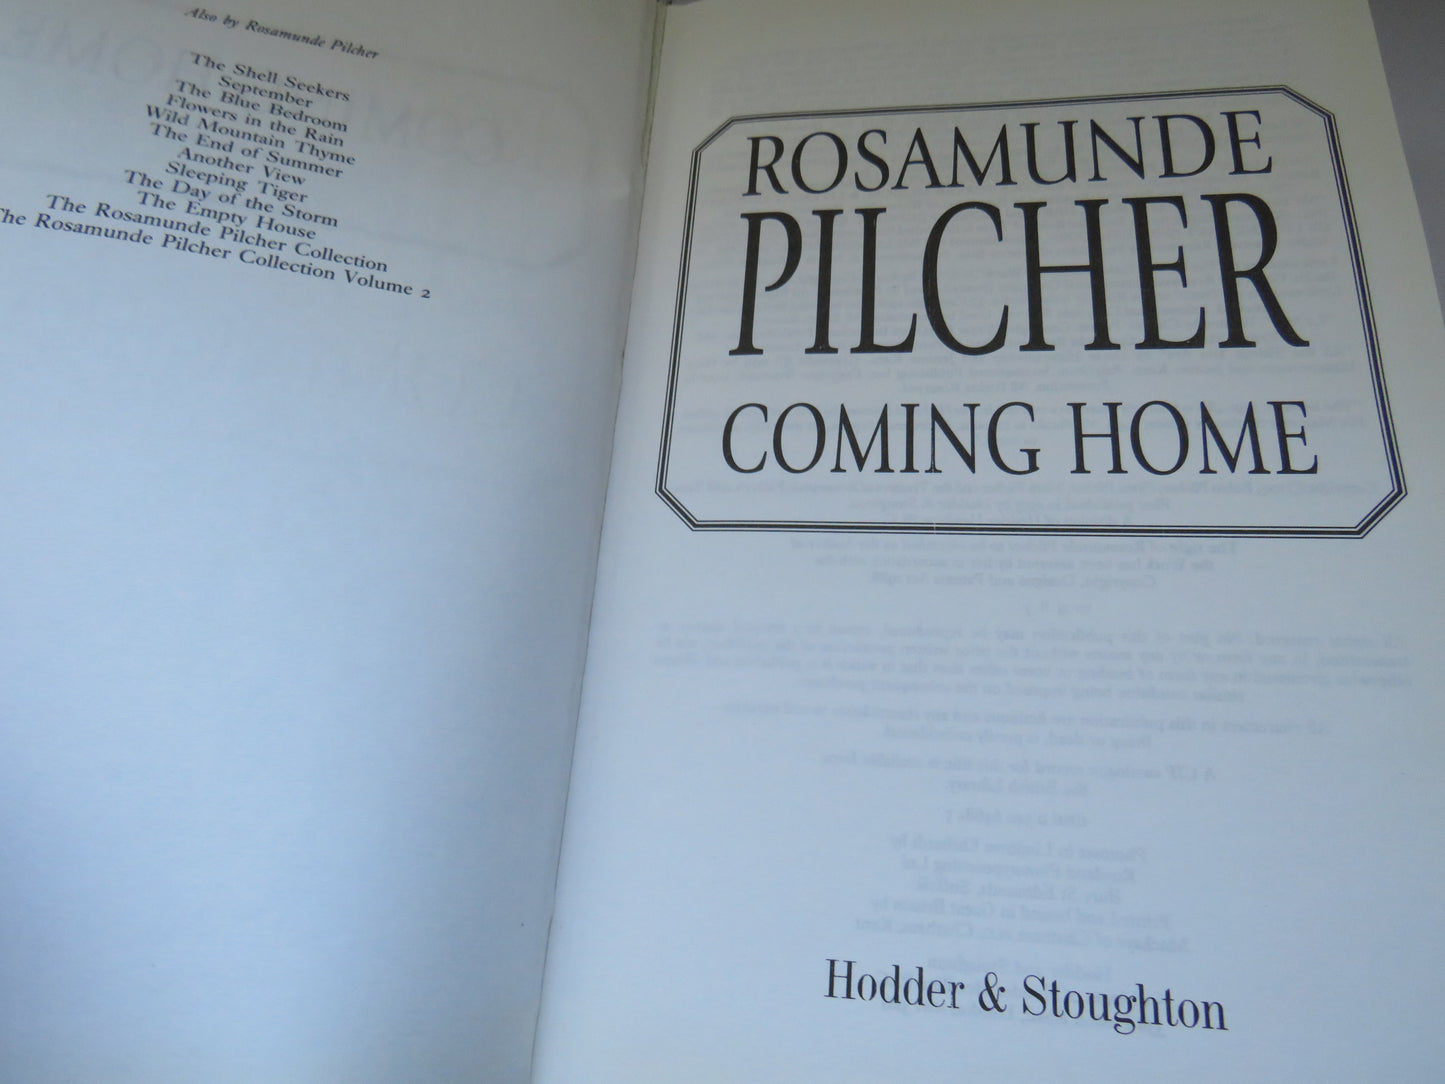 Also by Rosamunde Pilcher
The Shell Seekers
September
The Blue Bedroom
Flowers in the Rain
Wild Mountain Thyme
The End of Summer
Another View
Sleeping Tiger
The Day of the Storm
The Empty House
The Rosamunde Pilcher Collection
The Rosamunde Pilcher Collection Volume 2
ROSAMUNDE
PILCHER
COMING HOME
Hodder & Stoughton